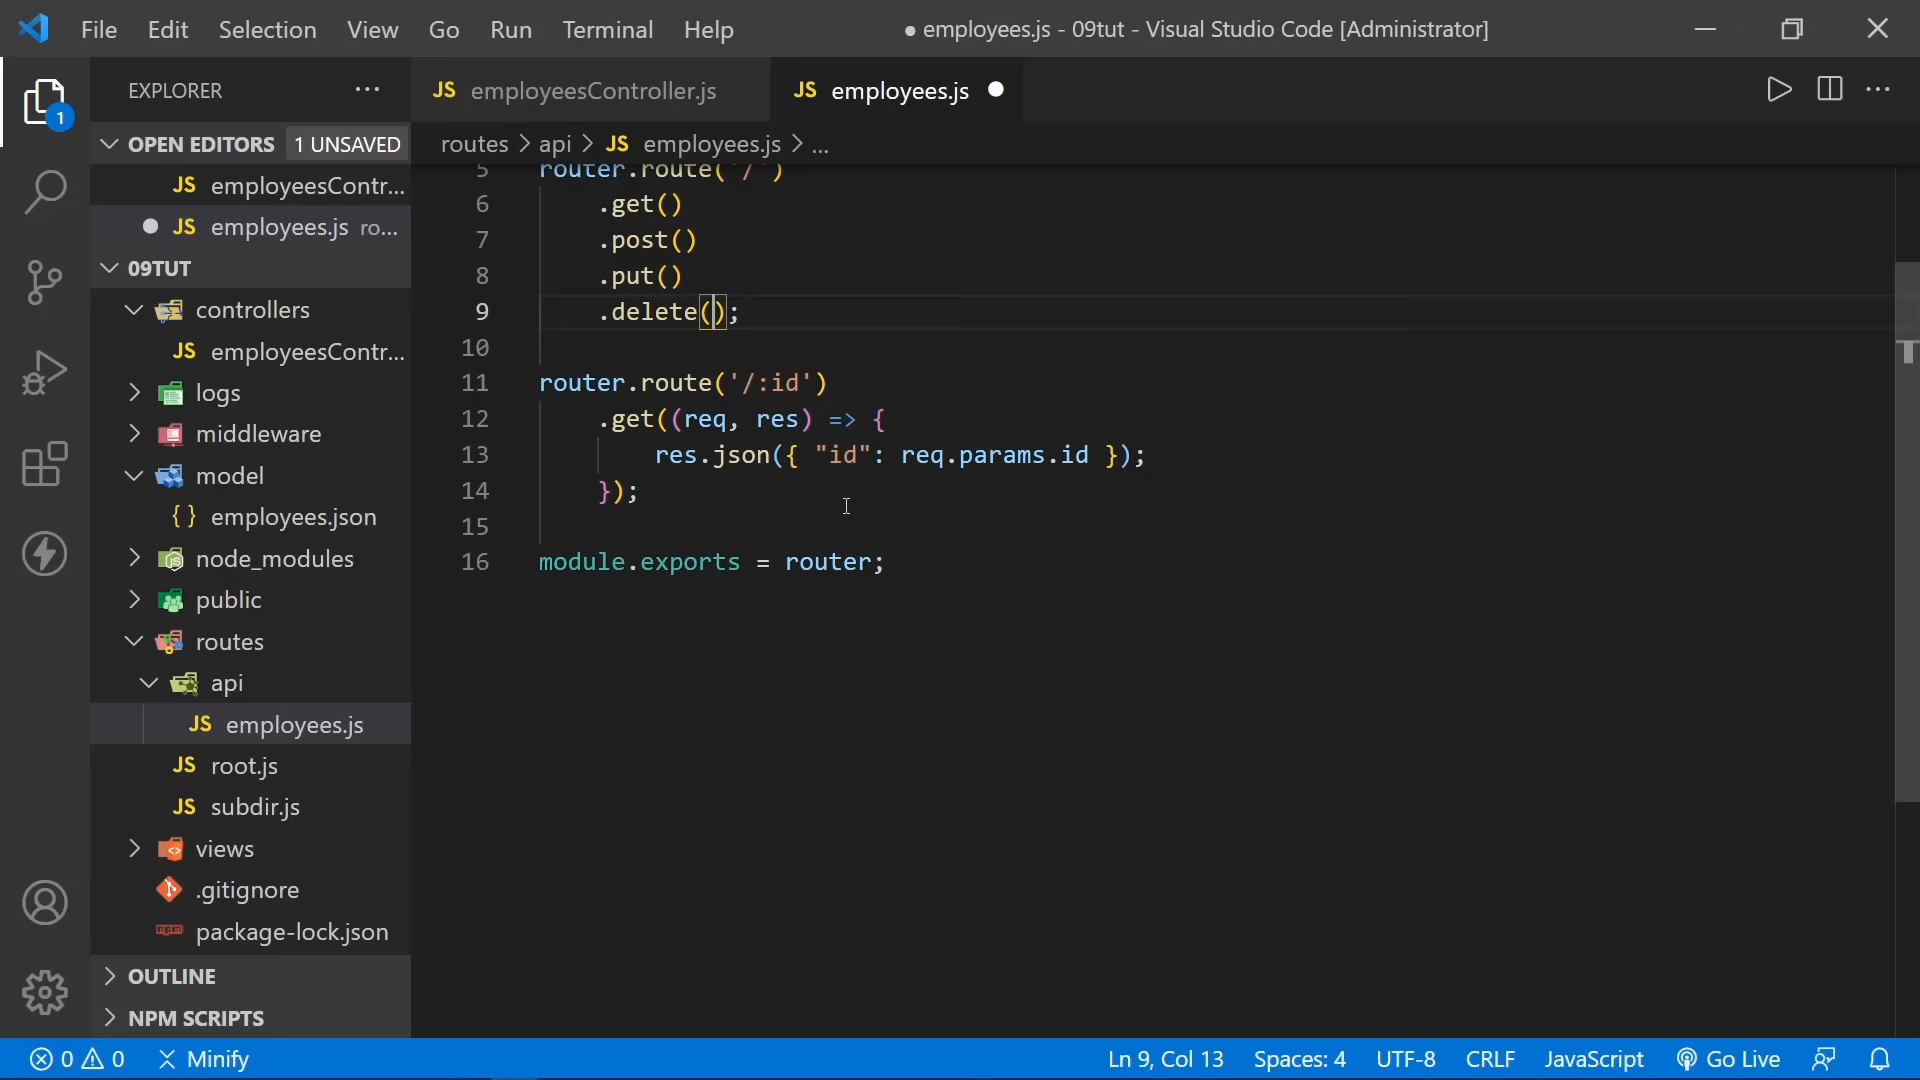 File Edit Selection View Go Run Terminal Help
● employees.js - 09tut - Visual Studio Code [Administrator]
1
EXPLORER ...
OPEN EDITORS 1 UNSAVED
JS employeesContr...
● JS employees.js ro...
09TUT
controllers
JS employeesContr...
logs
middleware
model
{ } employees.json
node_modules
public
routes
api
JS employees.js
JS root.js
JS subdir.js
views
.gitignore
package-lock.json
OUTLINE
NPM SCRIPTS
JS employeesController.js
JS employees.js ●
routes > api > JS employees.js > ...
5 router.route('/')
6 .get()
7 .post()
8 .put()
9 .delete();
10
11 router.route('/:id')
12 .get((req, res) => {
13 res.json({ "id": req.params.id });
14 });
15
16 module.exports = router;
0 0 Minify
Ln 9, Col 13 Spaces: 4 UTF-8 CRLF JavaScript Go Live